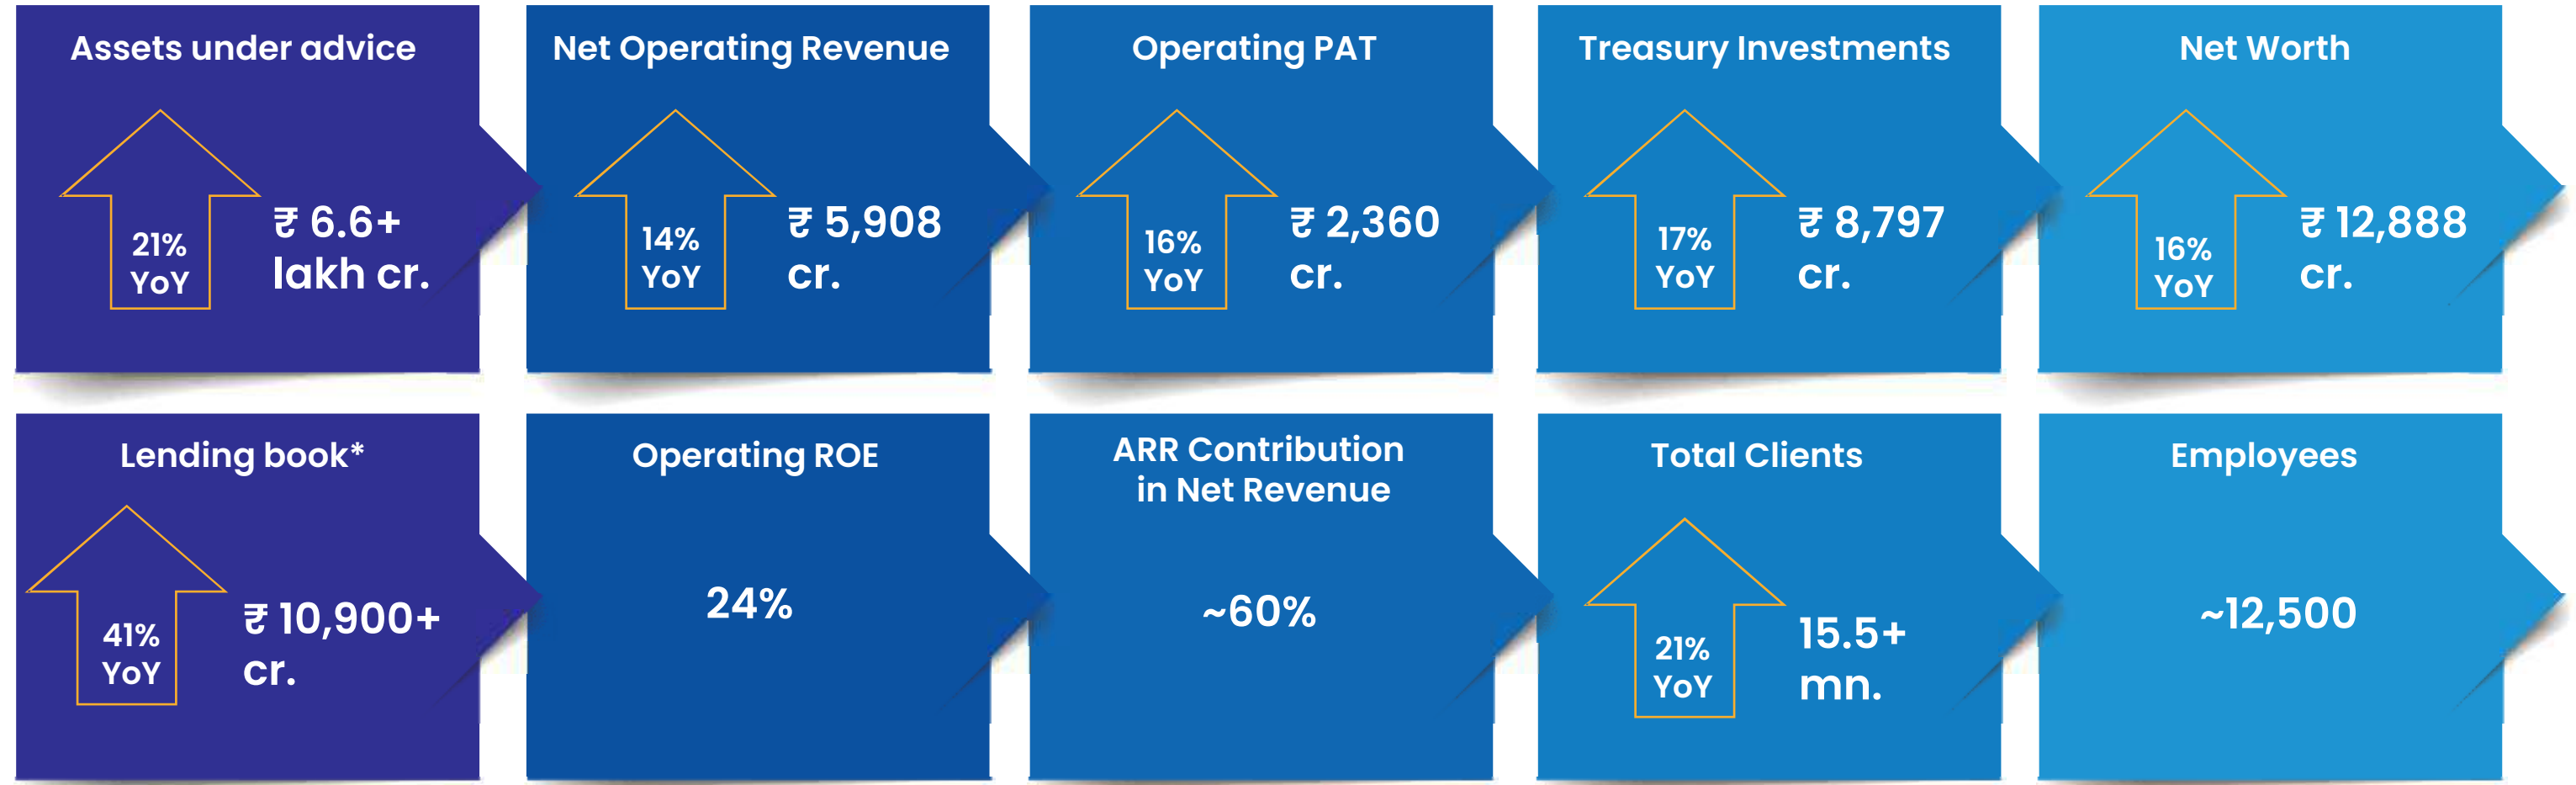 Assets under advice
21%
YoY
₹ 6.6+
lakh cr.
Net Operating Revenue
14%
YoY
₹ 5,908
cr.
Operating PAT
16%
YoY
₹ 2,360
cr.
Treasury Investments
17%
YoY
₹ 8,797
cr.
Net Worth
16%
YoY
₹ 12,888
cr.
Lending book*
41%
YoY
₹ 10,900+
cr.
Operating ROE
24%
ARR Contribution
in Net Revenue
~60%
Total Clients
21%
YoY
15.5+
mn.
Employees
~12,500